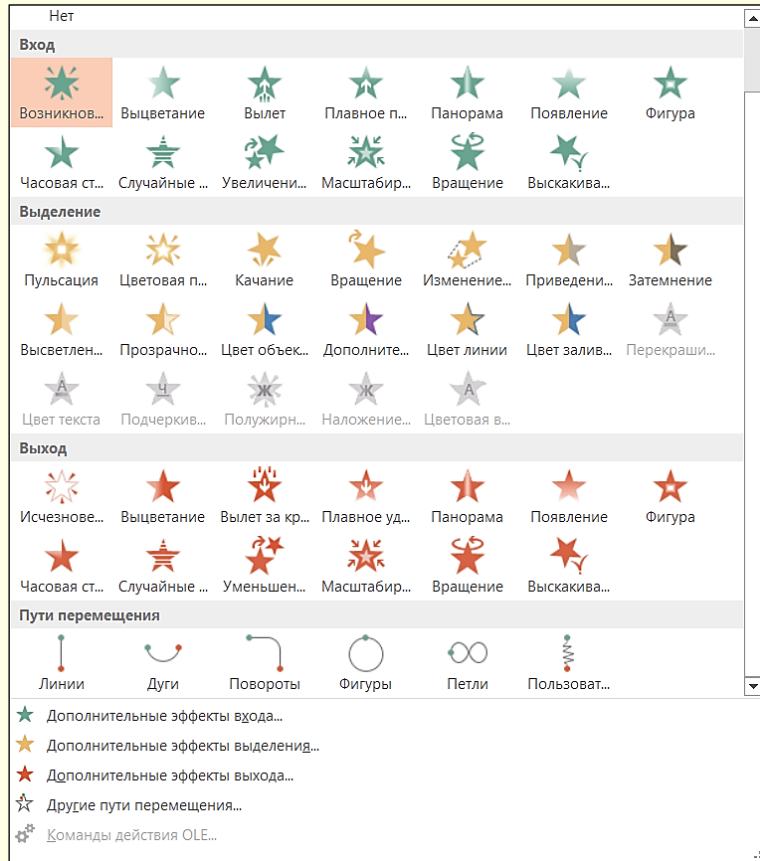 Нет
Вход
Возникнов... Выцветание Вылет Плавное п... Панорама Появление Фигура
Часовая ст... Случайные ... Увеличени... Масштабир... Вращение Выскакива...
Выделение
Пульсация Цветовая п... Качание Вращение Изменение... Приведени... Затемнение
Высветлен... Прозрачно... Цвет объек... Дополните... Цвет линии Цвет залив... Перекраши...
Цвет текста Подчеркив... Полужирн... Наложение... Цветовая в...
Выход
Исчезнове... Выцветание Вылет за кр... Плавное уд... Панорама Появление Фигура
Часовая ст... Случайные ... Уменьшен... Масштабир... Вращение Выскакива...
Пути перемещения
Линии Дуги Повороты Фигуры Петли Пользоват...
Дополнительные эффекты входа...
Дополнительные эффекты выделения...
Дополнительные эффекты выхода...
Другие пути перемещения...
Команды действия OLE...